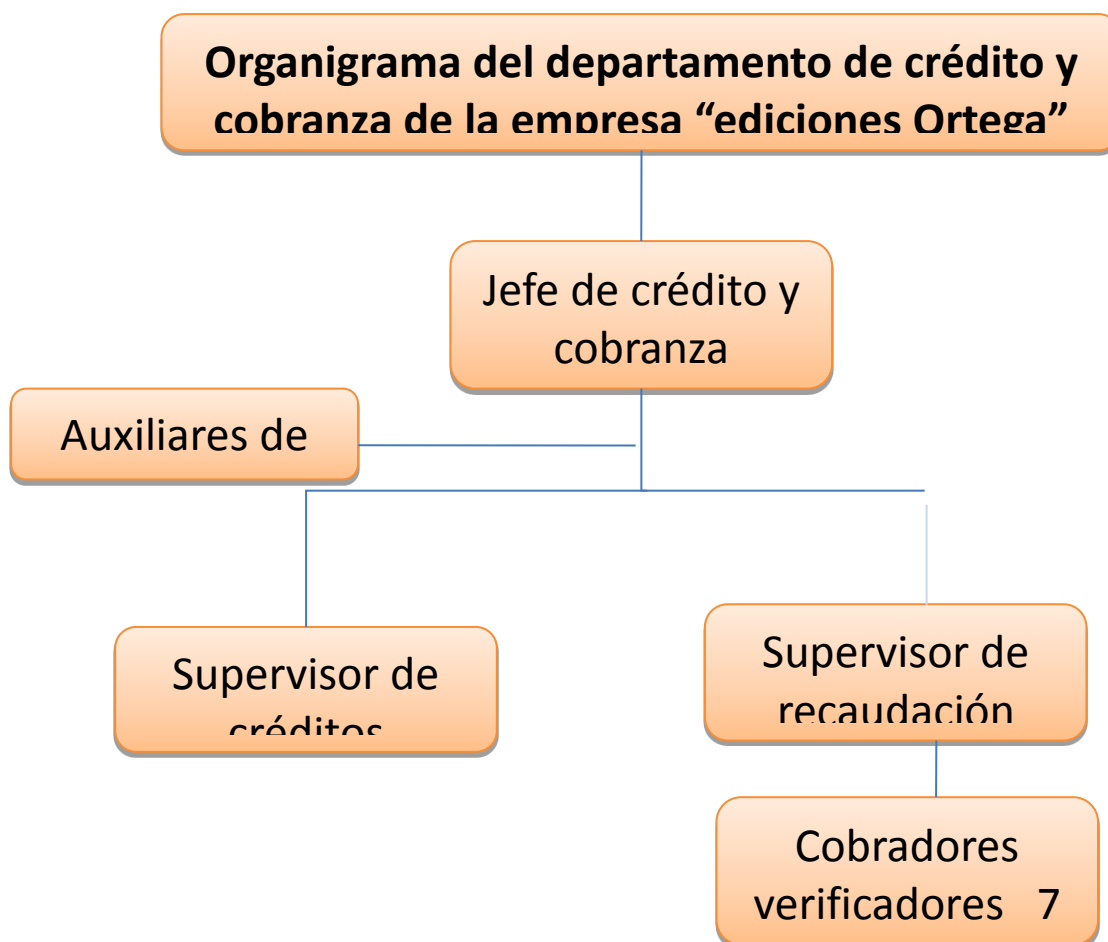 Organigrama del departamento de crédito y
cobranza de la empresa “ediciones Ortega”
Jefe de crédito y
cobranza
Auxiliares de
Supervisor de
créditos
Supervisor de
recaudación
Cobradores
verificadores 7